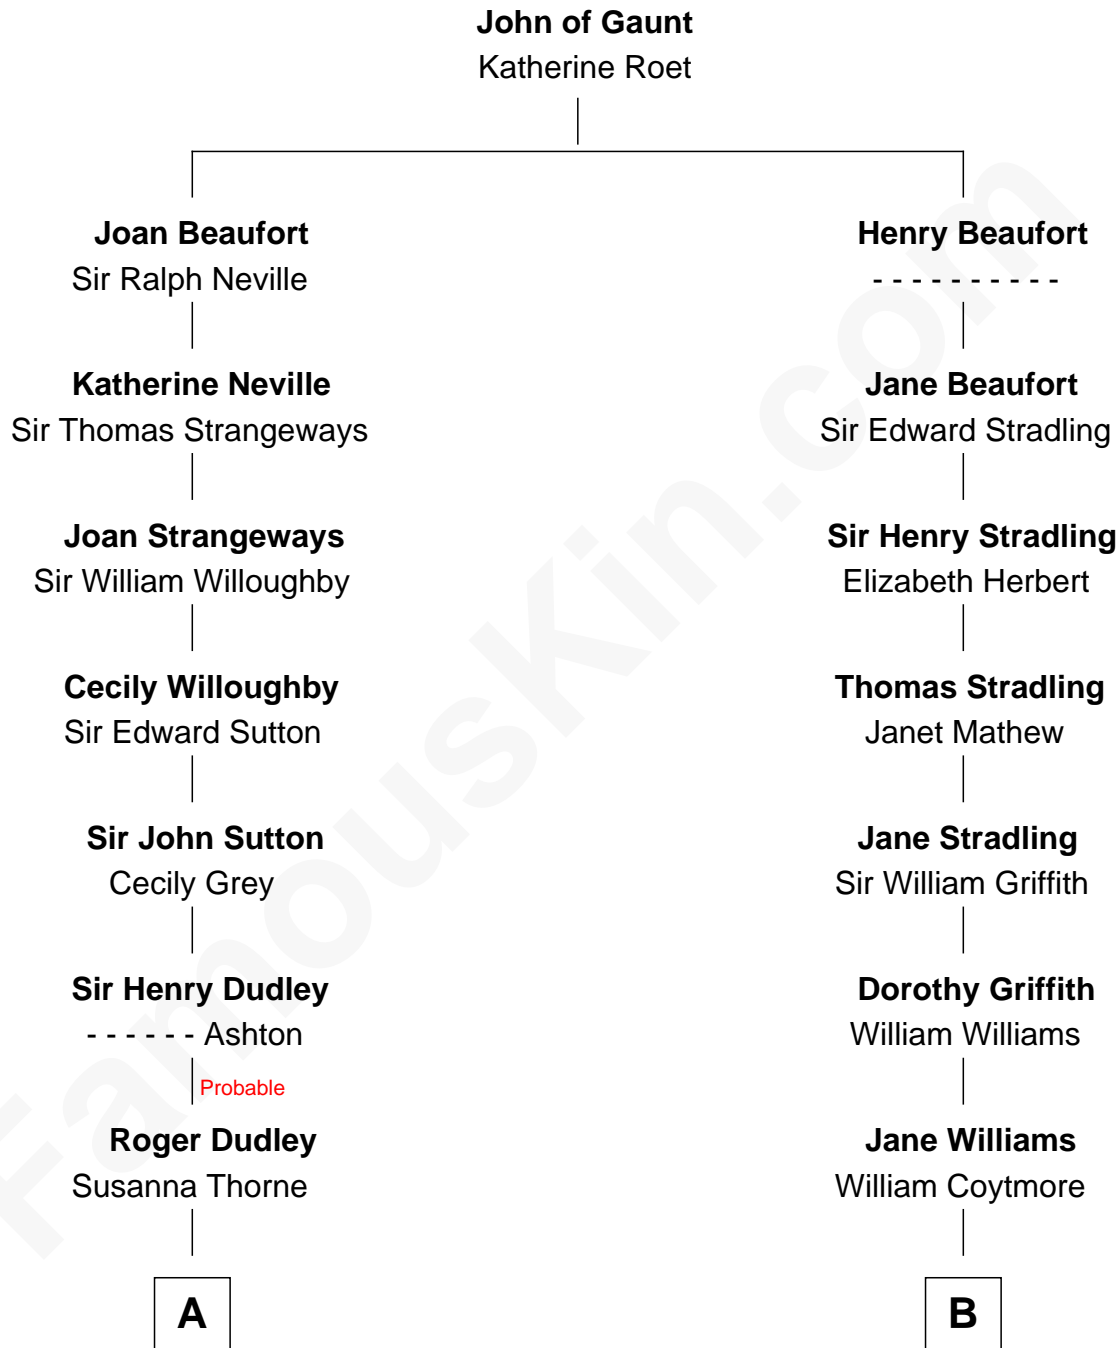 John of Gaunt
Katherine Roet
Joan Beaufort
Sir Ralph Neville
Henry Beaufort
- - - - - - - - - -
Katherine Neville
Sir Thomas Strangeways
Jane Beaufort
Sir Edward Stradling
Joan Strangeways
Sir William Willoughby
Sir Henry Stradling
Elizabeth Herbert
Cecily Willoughby
Sir Edward Sutton
Thomas Stradling
Janet Mathew
Sir John Sutton
Cecily Grey
Jane Stradling
Sir William Griffith
Sir Henry Dudley
- - - - - - Ashton
Dorothy Griffith
William Williams
Probable
Roger Dudley
Susanna Thorne
Jane Williams
William Coytmore
A
B
FamousKin.com